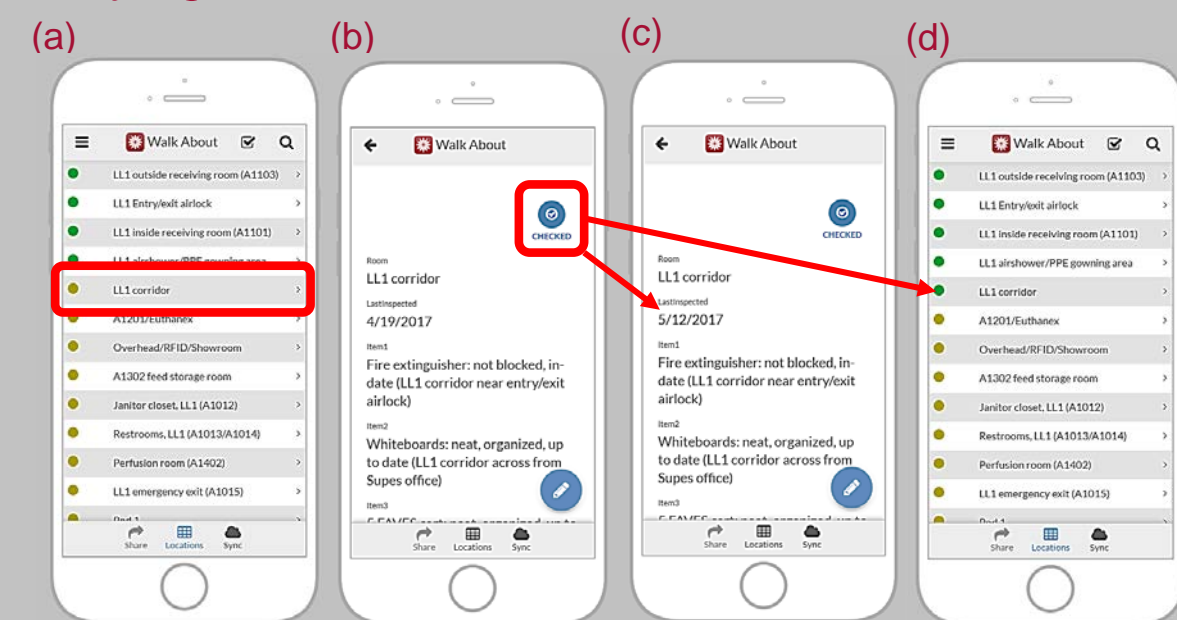 (a)
Walk About
LL1 outside receiving room (A1103)
LL1 Entry/exit airlock
LL1 inside receiving room (A1101)
LL1 airshower/PPE gowning area
LL1 corridor
A1201/Euthanex
Overhead/RFID/Showroom
A1302 feed storage room
Janitor closet, LL1 (A1012)
Restrooms, LL1 (A1013/A1014)
Perfusion room (A1402)
LL1 emergency exit (A1015)
Pod 1
Share Locations Sync
(b)
Walk About
CHECKED
Room
LL1 corridor
LastInspected
4/19/2017
Item1
Fire extinguisher: not blocked, in-
date (LL1 corridor near entry/exit
airlock)
Item2
Whiteboards: neat, organized, up
to date (LL1 corridor across from
Supes office)
Item3
Share Locations Sync
(c)
Walk About
CHECKED
Room
LL1 corridor
LastInspected
5/12/2017
Item1
Fire extinguisher: not blocked, in-
date (LL1 corridor near entry/exit
airlock)
Item2
Whiteboards: neat, organized, up
to date (LL1 corridor across from
Supes office)
Item3
Share Locations Sync
(d)
Walk About
LL1 outside receiving room (A1103)
LL1 Entry/exit airlock
LL1 inside receiving room (A1101)
LL1 airshower/PPE gowning area
LL1 corridor
A1201/Euthanex
Overhead/RFID/Showroom
A1302 feed storage room
Janitor closet, LL1 (A1012)
Restrooms, LL1 (A1013/A1014)
Perfusion room (A1402)
LL1 emergency exit (A1015)
Pod 1
Share Locations Sync